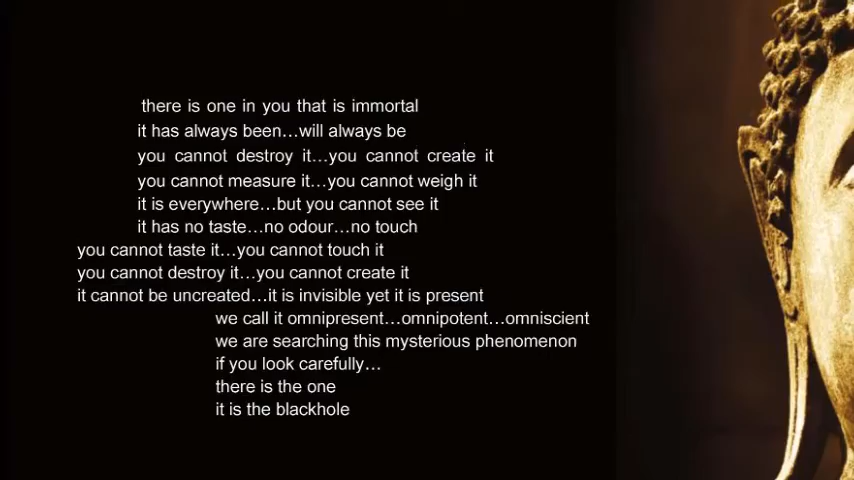 there is one in you that is immortal
it has always been...will always be
you cannot destroy it...you cannot create it
you cannot measure it...you cannot weigh it
it is everywhere...but you cannot see it
it has no taste...no odour...no touch
you cannot taste it...you cannot touch it
you cannot destroy it...you cannot create it
it cannot be uncreated...it is invisible yet it is present
we call it omnipresent...omnipotent...omniscient
we are searching this mysterious phenomenon
if you look carefully...
there is the one
it is the blackhole